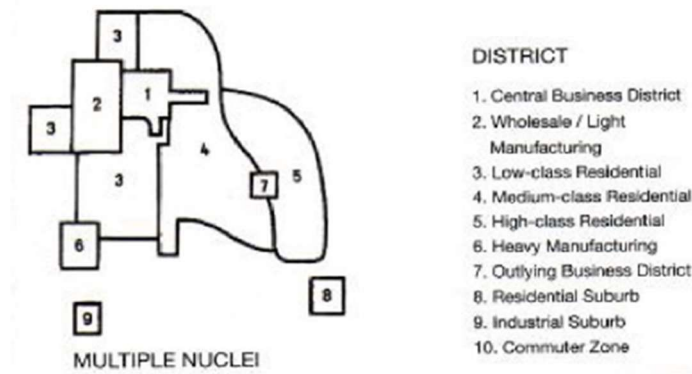 3
1
2
3
4
3
5
7
6
8
9
MULTIPLE NUCLEI
DISTRICT
1. Central Business District
2. Wholesale / Light
Manufacturing
3. Low-class Residential
4. Medium-class Residential
5. High-class Residential
6. Heavy Manufacturing
7. Outlying Business District
8. Residential Suburb
9. Industrial Suburb
10. Commuter Zone